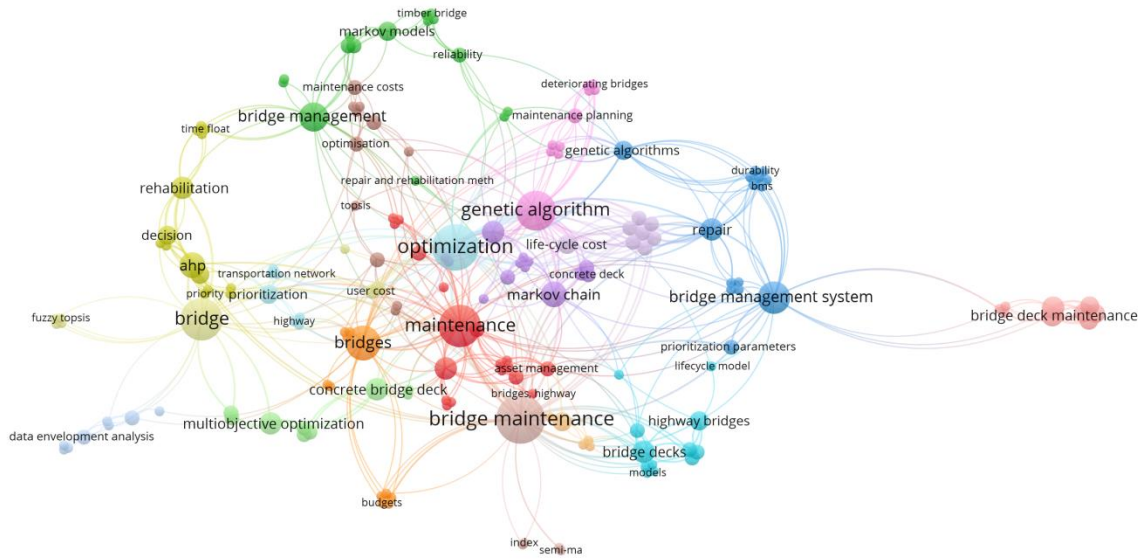 timber bridge
markov models
reliability
deteriorating bridges
maintenance costs
bridge management
maintenance planning
time float
optimisation
genetic algorithms
durability
bms
repair and rehabilitation meth
rehabilitation
topsis
genetic algorithm
repair
decision
optimization
life-cycle cost
ahp
transportation network
concrete deck
priority
prioritization
user cost
markov chain
bridge management system
fuzzy topsis
bridge
highway
maintenance
bridge deck maintenance
bridges
prioritization parameters
asset management
lifecycle model
concrete bridge deck
bridges, highway
multiobjective optimization
bridge maintenance
highway bridges
data envelopment analysis
bridge decks
models
budgets
index
semi-ma